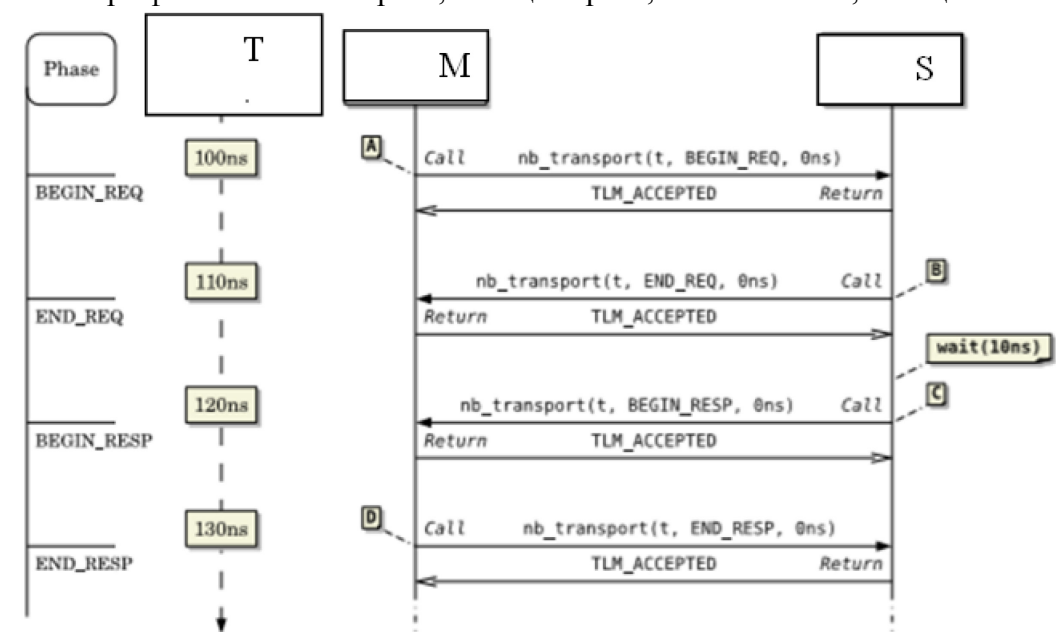 Phase
T
.
M
S
100ns
A
Call nb_transport(t, BEGIN_REQ, 0ns)
BEGIN_REQ
TLM_ACCEPTED Return
110ns
nb_transport(t, END_REQ, 0ns) Call
B
END_REQ
Return TLM_ACCEPTED
wait(10ns)
120ns
nb_transport(t, BEGIN_RESP, 0ns) Call
C
BEGIN_RESP
Return TLM_ACCEPTED
130ns
D
Call nb_transport(t, END_RESP, 0ns)
END_RESP
TLM_ACCEPTED Return